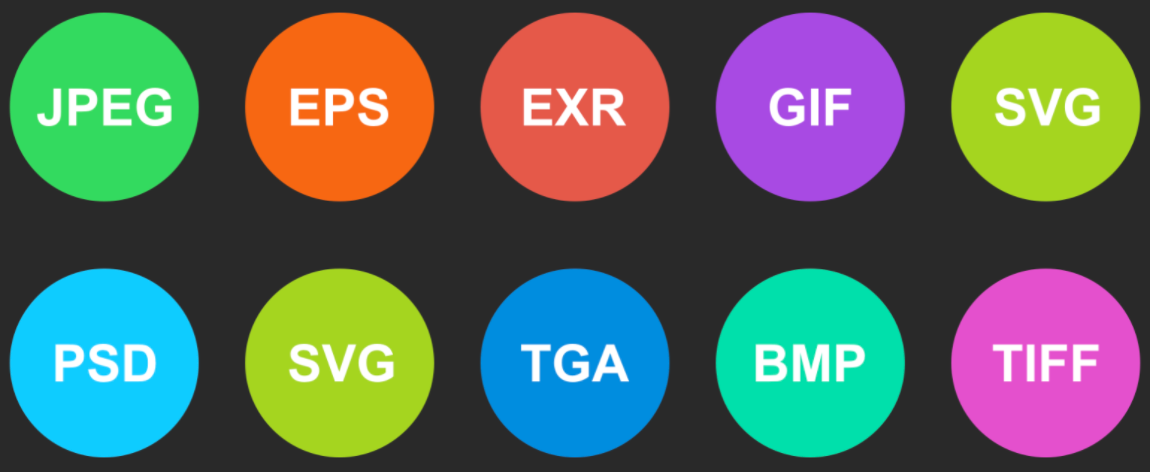 JPEG
EPS
EXR
GIF
SVG
PSD
SVG
TGA
BMP
TIFF